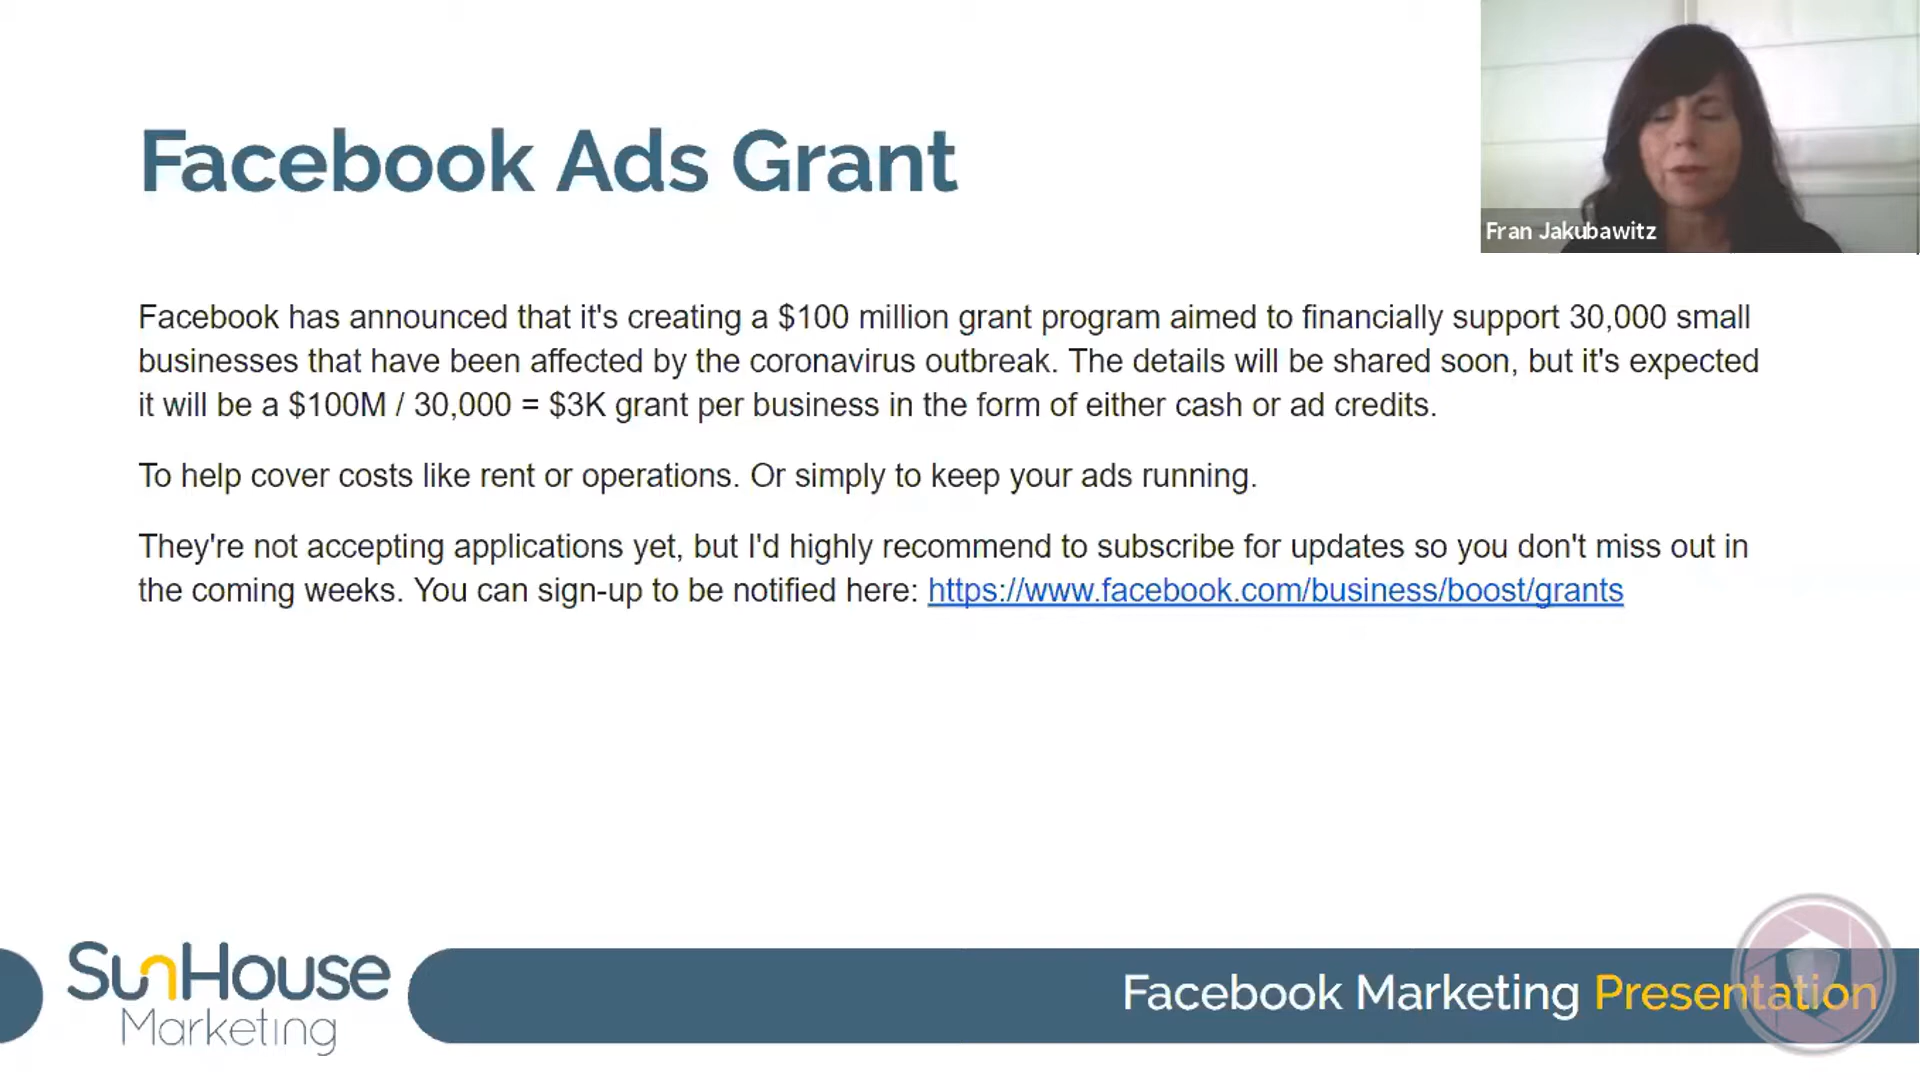 Facebook Ads Grant
Fran Jakubawitz
Facebook has announced that it's creating a $100 million grant program aimed to financially support 30,000 small
businesses that have been affected by the coronavirus outbreak. The details will be shared soon, but it's expected
it will be a $100M / 30,000 = $3K grant per business in the form of either cash or ad credits.
To help cover costs like rent or operations. Or simply to keep your ads running.
They're not accepting applications yet, but I'd highly recommend to subscribe for updates so you don't miss out in
the coming weeks. You can sign-up to be notified here: https://www.facebook.com/business/boost/grants
SunHouse
Marketing
Facebook Marketing Presentation